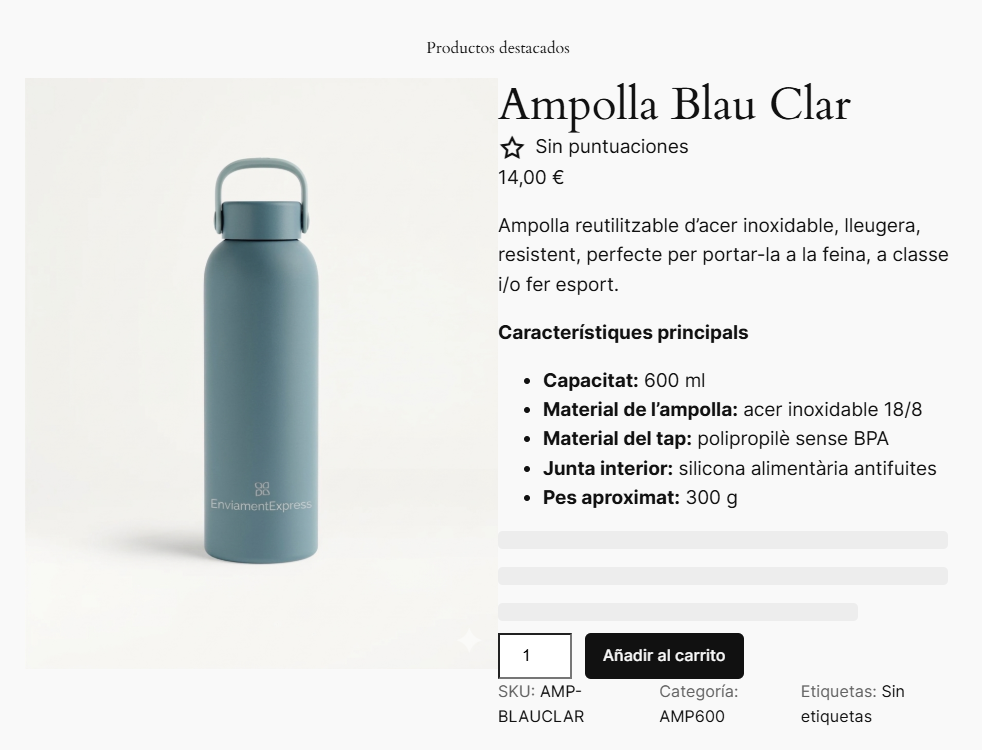 Productos destacados
EnviamentExpress
Ampolla Blau Clar
Sin puntuaciones
14,00 €
Ampolla reutilitzable d’acer inoxidable, lleugera,
resistent, perfecte per portar-la a la feina, a classe
i/o fer esport.
Característiques principals
• Capacitat: 600 ml
• Material de l’ampolla: acer inoxidable 18/8
• Material del tap: polipropilè sense BPA
• Junta interior: silicona alimentària antifuites
• Pes aproximat: 300 g
1 Añadir al carrito
SKU: AMP- Categoría: Etiquetas: Sin
BLAUCLAR AMP600 etiquetas